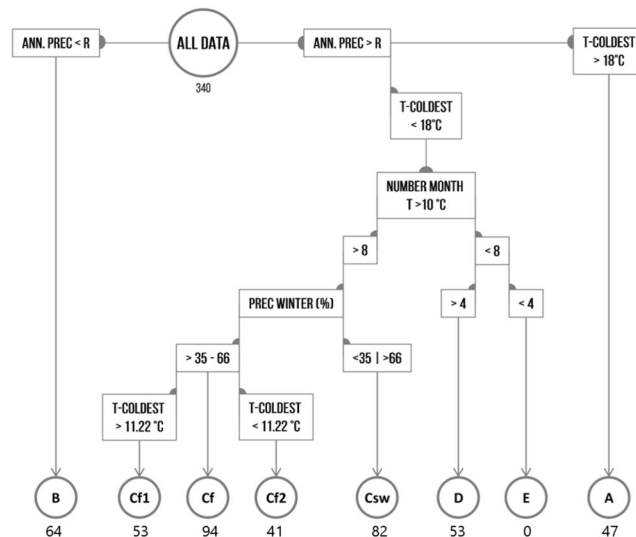 ANN. PREC < R
ALL DATA
ANN. PREC > R
T-COLDEST
> 18°C
340
T-COLDEST
< 18°C
NUMBER MONTH
T >10 °C
> 8
< 8
PREC WINTER (%)
> 4
< 4
> 35 - 66
<35 | >66
T-COLDEST
> 11.22 °C
T-COLDEST
< 11.22 °C
B
Cf1
Cf
Cf2
Csw
D
E
A
64
53
94
41
82
53
0
47